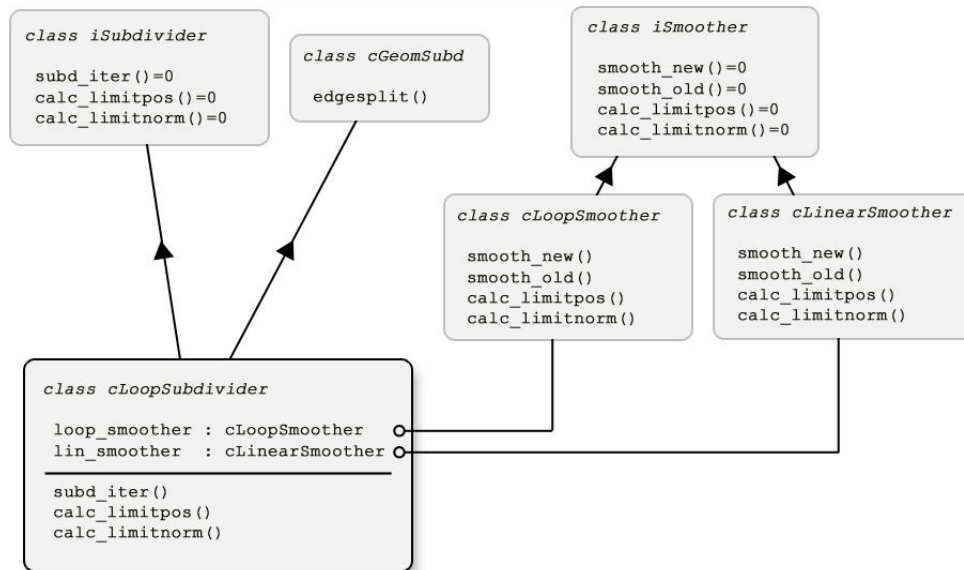 class iSubdivider
subd_iter()=0
calc_limitpos()=0
calc_limitnorm()=0
class cGeomSubd
edgesplit()
class iSmoother
smooth_new()=0
smooth_old()=0
calc_limitpos()=0
calc_limitnorm()=0
class cLoopSmoother
smooth_new()
smooth_old()
calc_limitpos()
calc_limitnorm()
class cLinearSmoother
smooth_new()
smooth_old()
calc_limitpos()
calc_limitnorm()
class cLoopSubdivider
loop_smoother : cLoopSmoother
lin_smoother : cLinearSmoother
subd_iter()
calc_limitpos()
calc_limitnorm()